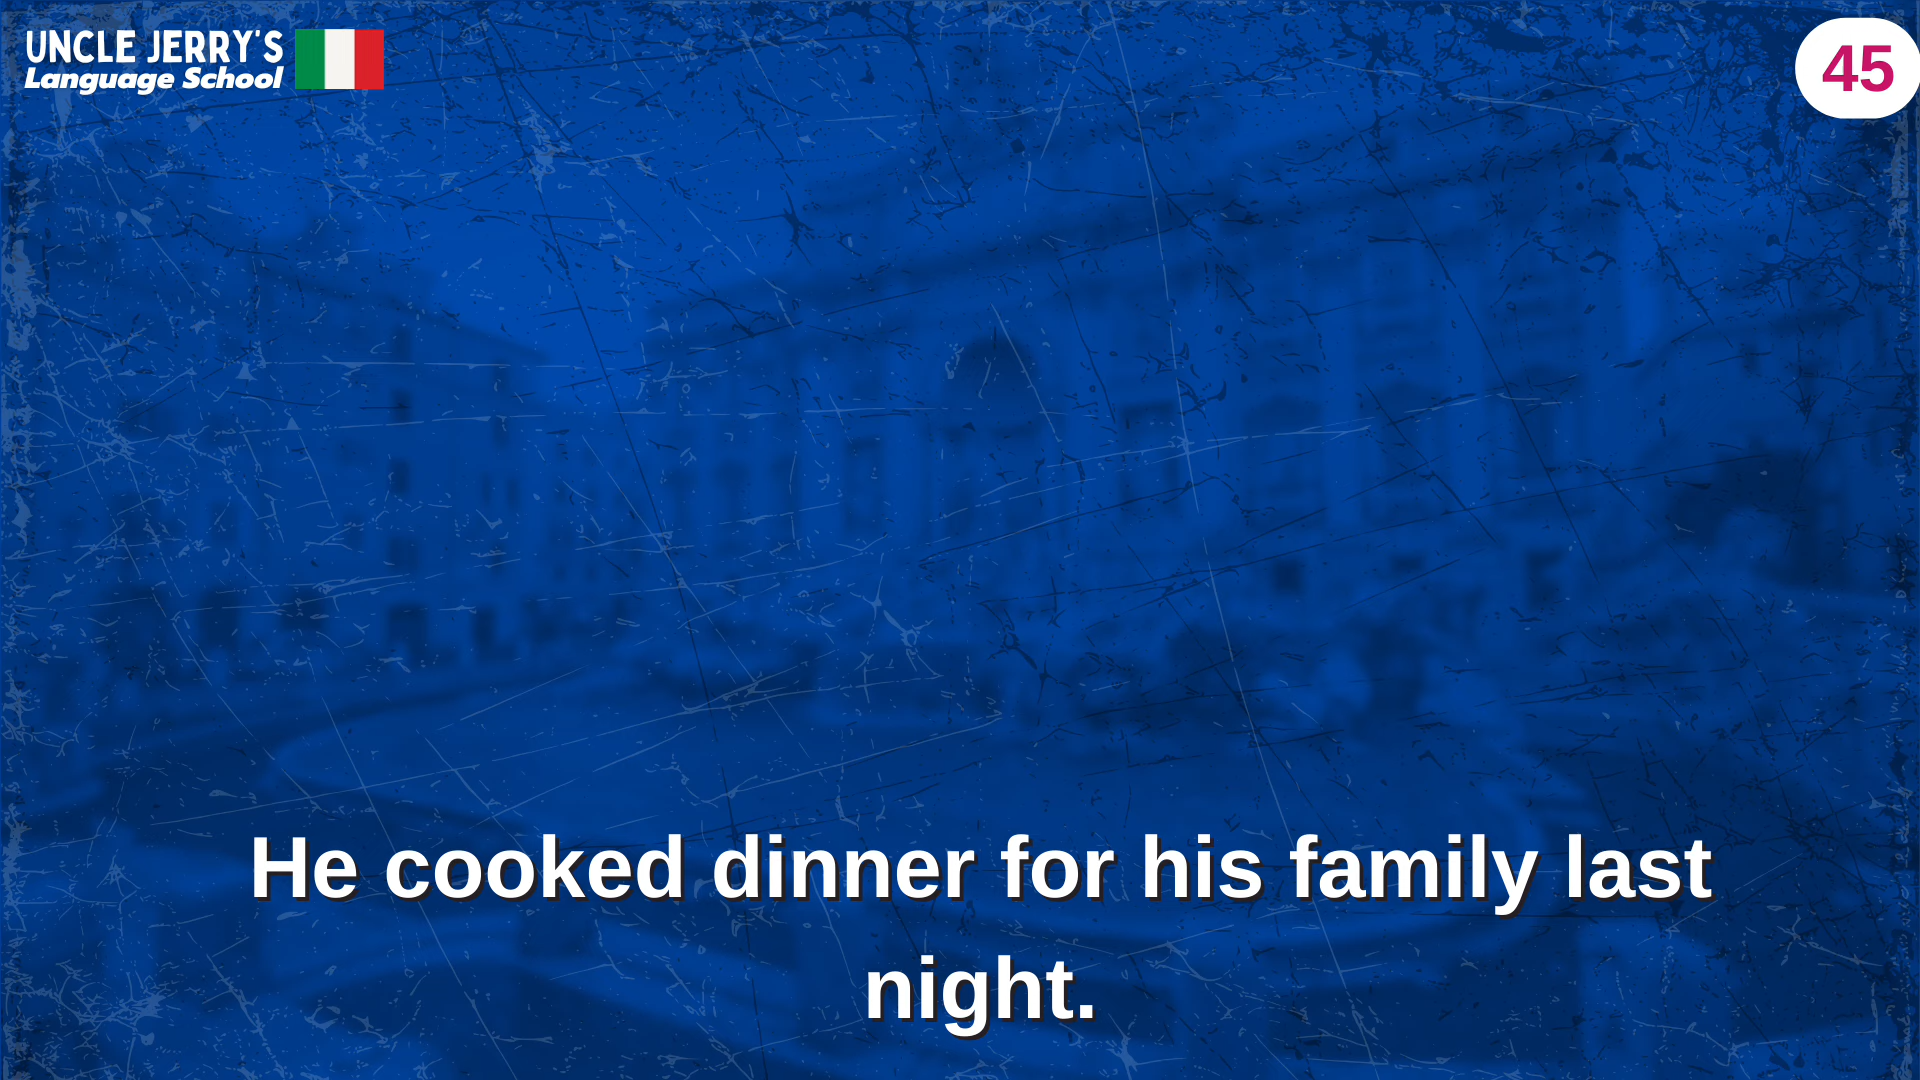 UNCLE JERRY'S
Language School
45
He cooked dinner for his family last
night.